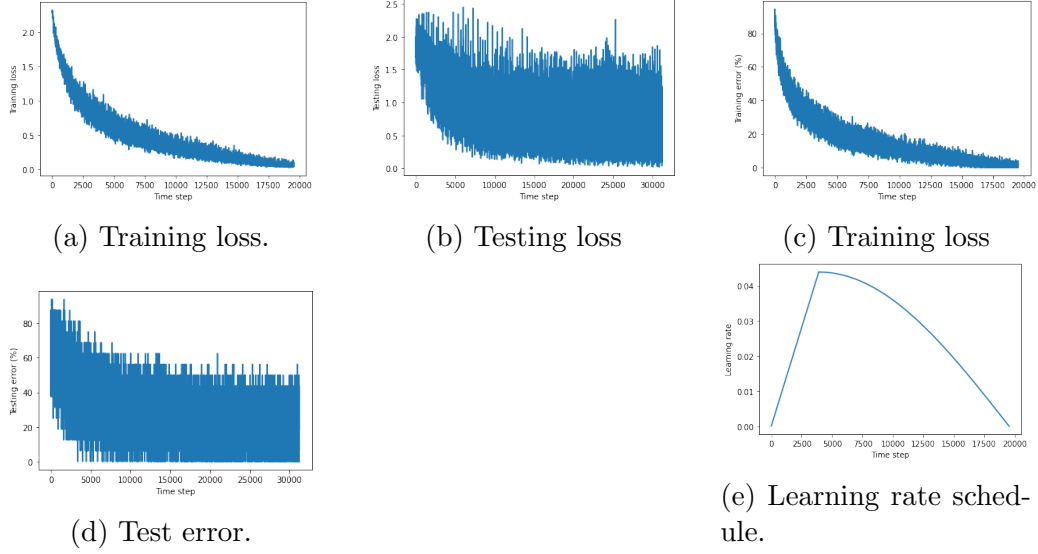 2.0
1.5
1.0
0.5
0.0
Training loss
0 2500 5000 7500 10000 12500 15000 17500 20000
Time step
(a) Training loss.
2.5
2.0
1.5
1.0
0.5
0.0
Testing loss
0 5000 10000 15000 20000 25000 30000
Time step
(b) Testing loss
80
60
40
20
0
Training error (%)
0 2500 5000 7500 10000 12500 15000 17500 20000
Time step
(c) Training loss
80
60
40
20
0
Testing error (%)
0 5000 10000 15000 20000 25000 30000
Time step
(d) Test error.
0.04
0.03
0.02
0.01
0.00
Learning rate
0 2500 5000 7500 10000 12500 15000 17500 20000
Time step
(e) Learning rate sched-
ule.